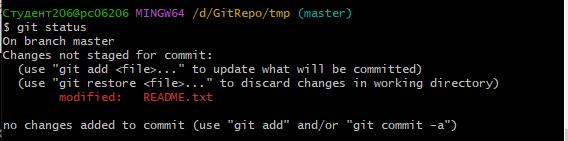 Студент206@pc06206 MINGW64 /d/GitRepo/tmp (master)
$ git status
On branch master
Changes not staged for commit:
  (use "git add <file>..." to update what will be committed)
  (use "git restore <file>..." to discard changes in working directory)
        modified:   README.txt

no changes added to commit (use "git add" and/or "git commit -a")